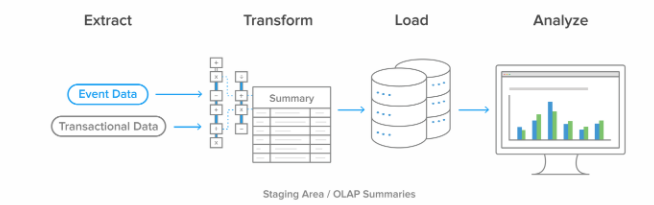 Extract
Transform
Load
Analyze
Event Data
Transactional Data
Summary
Staging Area / OLAP Summaries